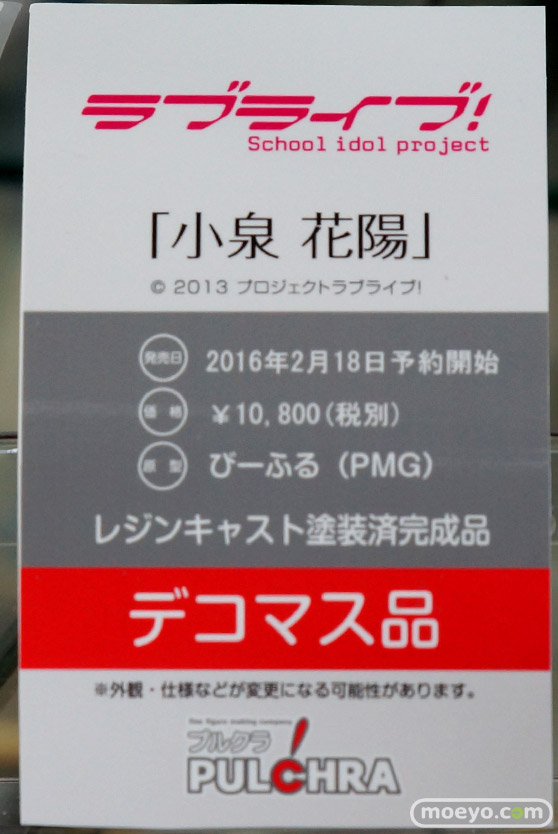 ラブライブ!
School idol project
「小泉 花陽」
© 2013 プロジェクトラブライブ!
発売日 2016年2月18日予約開始
価格 ¥10,800(税別)
原型 びーふる (PMG)
レジンキャスト塗装済完成品
デコマス品
※外観・仕様などが変更になる可能性があります。
fine figure making company
プルクラ
PULCHRA
moeyo.com